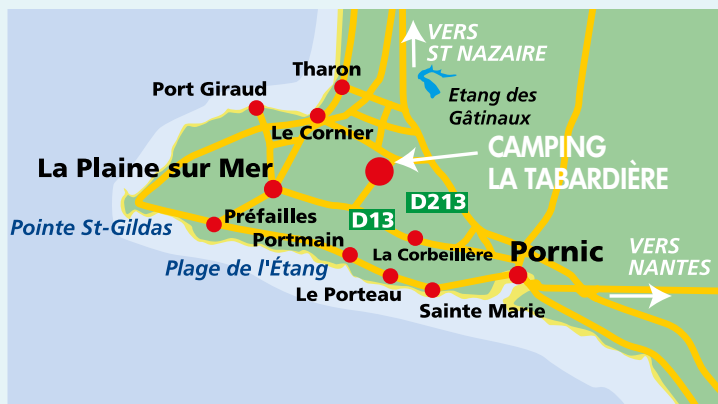 VERS
ST NAZAIRE
Tharon
Port Giraud
Etang des
Gâtinaux
Le Cornier
CAMPING
LA TABARDIÈRE
La Plaine sur Mer
D213
D13
Préfailles
Pointe St-Gildas
Portmain
La Corbeillère
Pornic
VERS
NANTES
Plage de l'Étang
Le Porteau
Sainte Marie